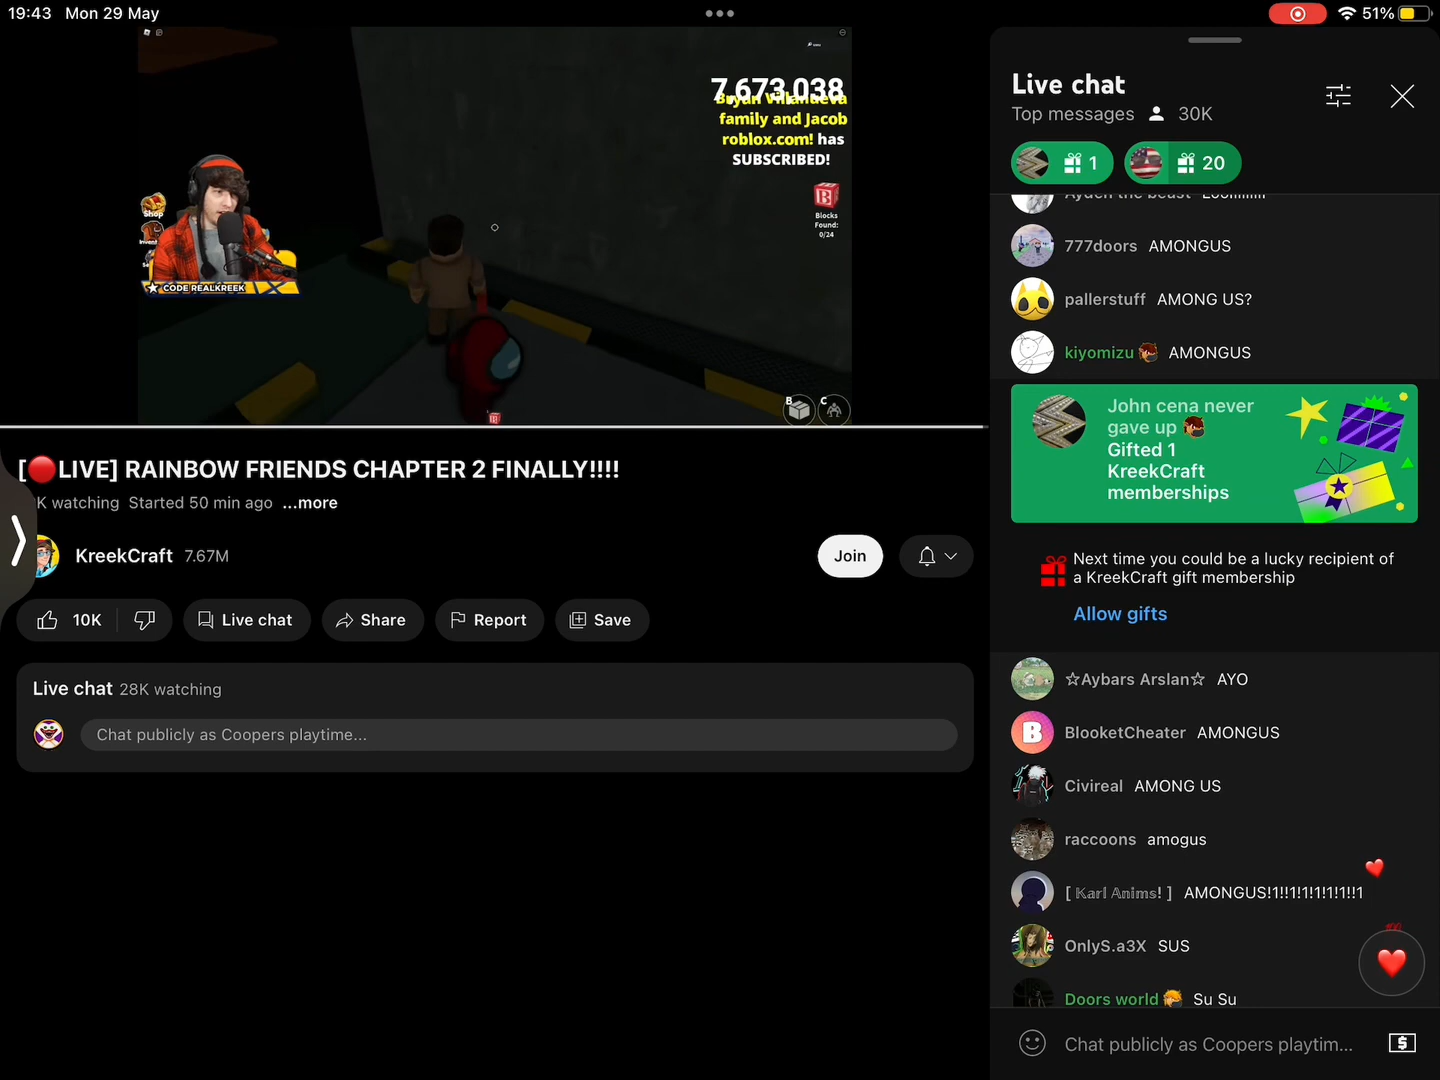 19:43 Mon 29 May
51%
7,673,038
Bryan Villanueva
family and Jacob
roblox.com! has
SUBSCRIBED!
Shop
Blocks
Found:
0/24
CODE REALKREEK
B
C
[🔴LIVE] RAINBOW FRIENDS CHAPTER 2 FINALLY!!!!
K watching Started 50 min ago ...more
KreekCraft 7.67M
Join
10K
Live chat
Share
Report
Save
Live chat 28K watching
Chat publicly as Coopers playtime...
Live chat
Top messages 30K
1
20
777doors AMONGUS
pallerstuff AMONG US?
kiyomizu AMONGUS
John cena never
gave up
Gifted 1
KreekCraft
memberships
Next time you could be a lucky recipient of
a KreekCraft gift membership
Allow gifts
☆Aybars Arslan☆ AYO
B
BlooketCheater AMONGUS
Civireal AMONG US
raccoons amogus
[ 𝕂𝕒𝕣𝕝 𝔸𝕟𝕚𝕞𝕤! ] AMONGUS!1!!1!1!1!1!1!!1
OnlyS.a3X SUS
Doors world Su Su
Chat publicly as Coopers playtim...